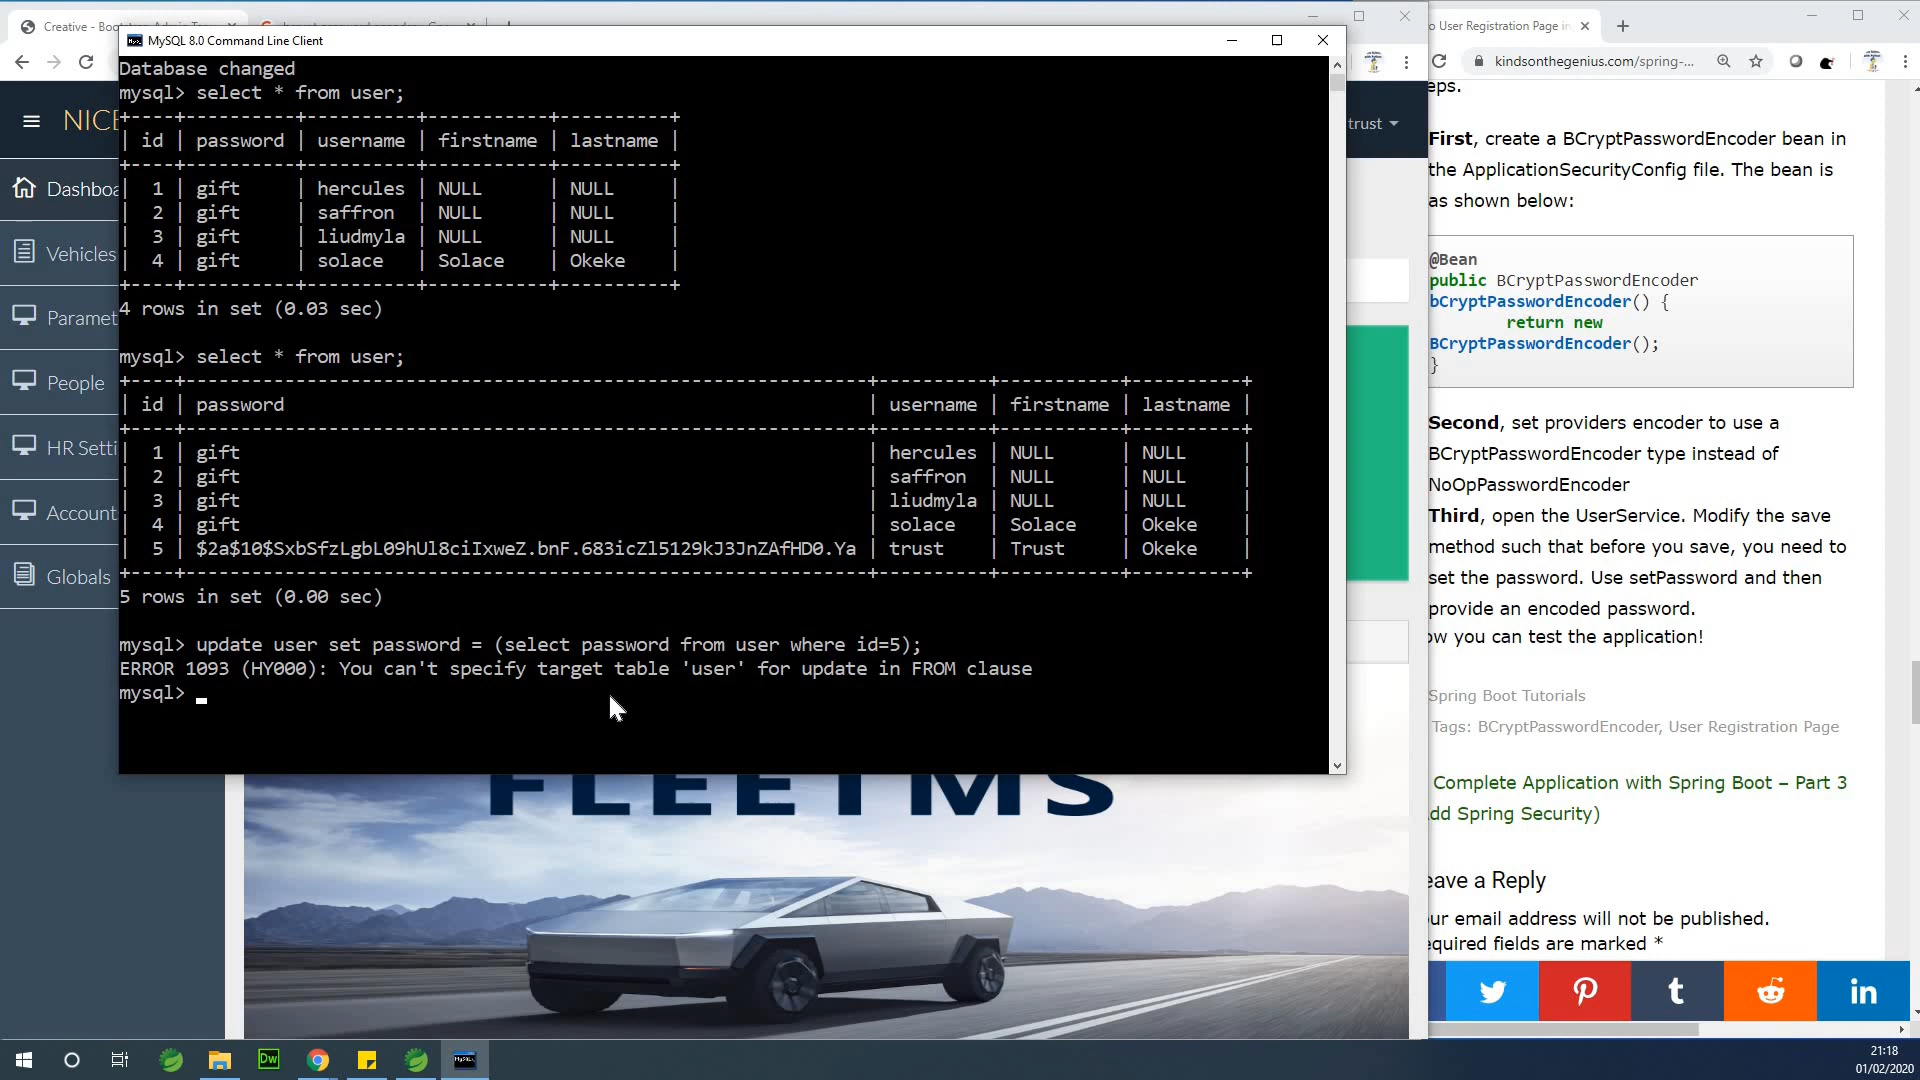 Creative - Bootstrap Admin Tem
o User Registration Page in
MySQL 8.0 Command Line Client
kindsonthegenius.com/spring-...
Database changed
mysql> select * from user;
+----+----------+----------+-----------+----------+
| id | password | username | firstname | lastname |
+----+----------+----------+-----------+----------+
| 1 | gift | hercules | NULL | NULL |
| 2 | gift | saffron | NULL | NULL |
| 3 | gift | liudmyla | NULL | NULL |
| 4 | gift | solace | Solace | Okeke |
+----+----------+----------+-----------+----------+
4 rows in set (0.03 sec)
mysql> select * from user;
+----+--------------------------------------------------------------+----------+-----------+----------+
| id | password | username | firstname | lastname |
+----+--------------------------------------------------------------+----------+-----------+----------+
| 1 | gift | hercules | NULL | NULL |
| 2 | gift | saffron | NULL | NULL |
| 3 | gift | liudmyla | NULL | NULL |
| 4 | gift | solace | Solace | Okeke |
| 5 | $2a$10$SxbSfzLgbL09hUl8ciIxweZ.bnF.683icZl5129kJ3JnZAfHD0.Ya | trust | Trust | Okeke |
+----+--------------------------------------------------------------+----------+-----------+----------+
5 rows in set (0.00 sec)
mysql> update user set password = (select password from user where id=5);
ERROR 1093 (HY000): You can't specify target table 'user' for update in FROM clause
mysql>
NICE
trust
Dashboa
Vehicles
Paramet
People
HR Setti
Account
Globals
FLEETMS
eps.
First, create a BCryptPasswordEncoder bean in
the ApplicationSecurityConfig file. The bean is
as shown below:
@Bean
public BCryptPasswordEncoder
bCryptPasswordEncoder() {
return new
BCryptPasswordEncoder();
}
Second, set providers encoder to use a
BCryptPasswordEncoder type instead of
NoOpPasswordEncoder
Third, open the UserService. Modify the save
method such that before you save, you need to
set the password. Use setPassword and then
provide an encoded password.
ow you can test the application!
Spring Boot Tutorials
Tags: BCryptPasswordEncoder, User Registration Page
Complete Application with Spring Boot – Part 3
dd Spring Security)
eave a Reply
ur email address will not be published.
equired fields are marked *
Dw
MySQL
21:18
01/02/2020